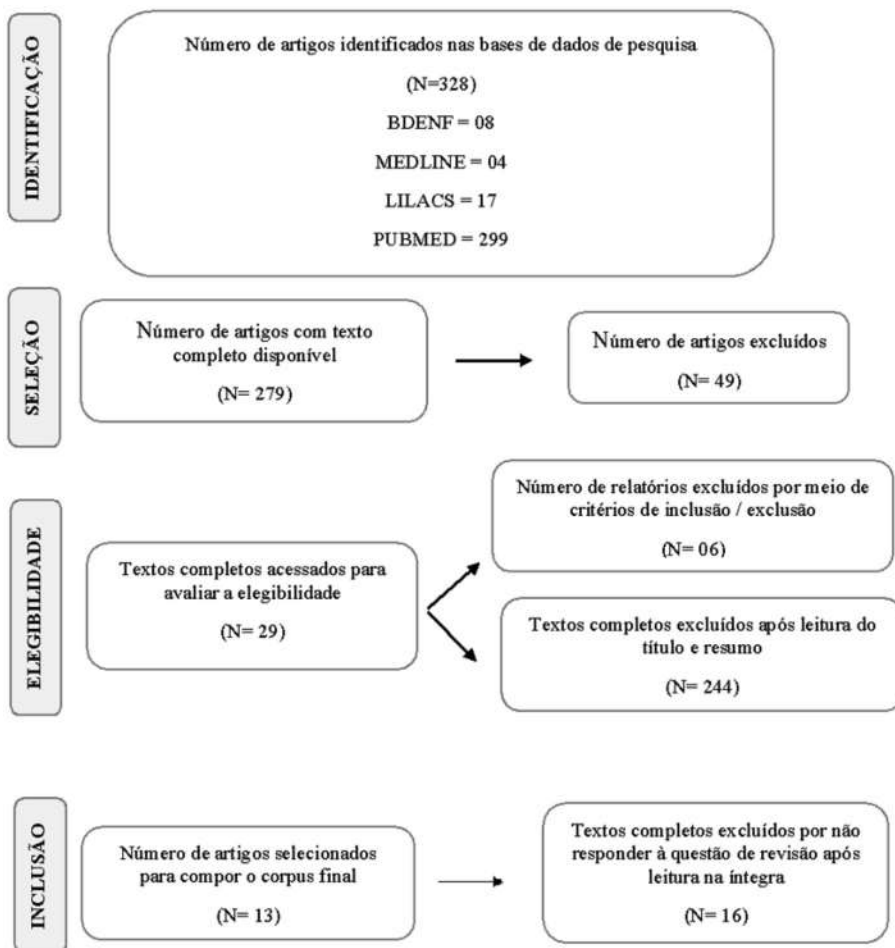 IDENTIFICAÇÃO
Número de artigos identificados nas bases de dados de pesquisa
(N=328)
BDENF = 08
MEDLINE = 04
LILACS = 17
PUBMED = 299
SELEÇÃO
Número de artigos com texto
completo disponível
(N= 279)
Número de artigos excluídos
(N= 49)
ELEGIBILIDADE
Textos completos acessados para
avaliar a elegibilidade
(N= 29)
Número de relatórios excluídos por meio de
critérios de inclusão / exclusão
(N= 06)
Textos completos excluídos após leitura do
título e resumo
(N= 244)
INCLUSÃO
Número de artigos selecionados
para compor o corpus final
(N= 13)
Textos completos excluídos por não
responder à questão de revisão após
leitura na íntegra
(N= 16)